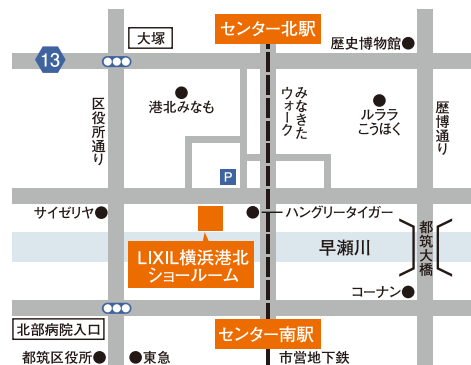 センター北駅
大塚
歴史博物館
13
港北みなも
みなきた
ウォーク
ルララ
こうほく
区役所通り
歴博通り
P
サイゼリヤ
ハングリータイガー
都筑大橋
早瀬川
LIXIL横浜港北
ショールーム
コーナン
北部病院入口
センター南駅
都筑区役所
東急
市営地下鉄